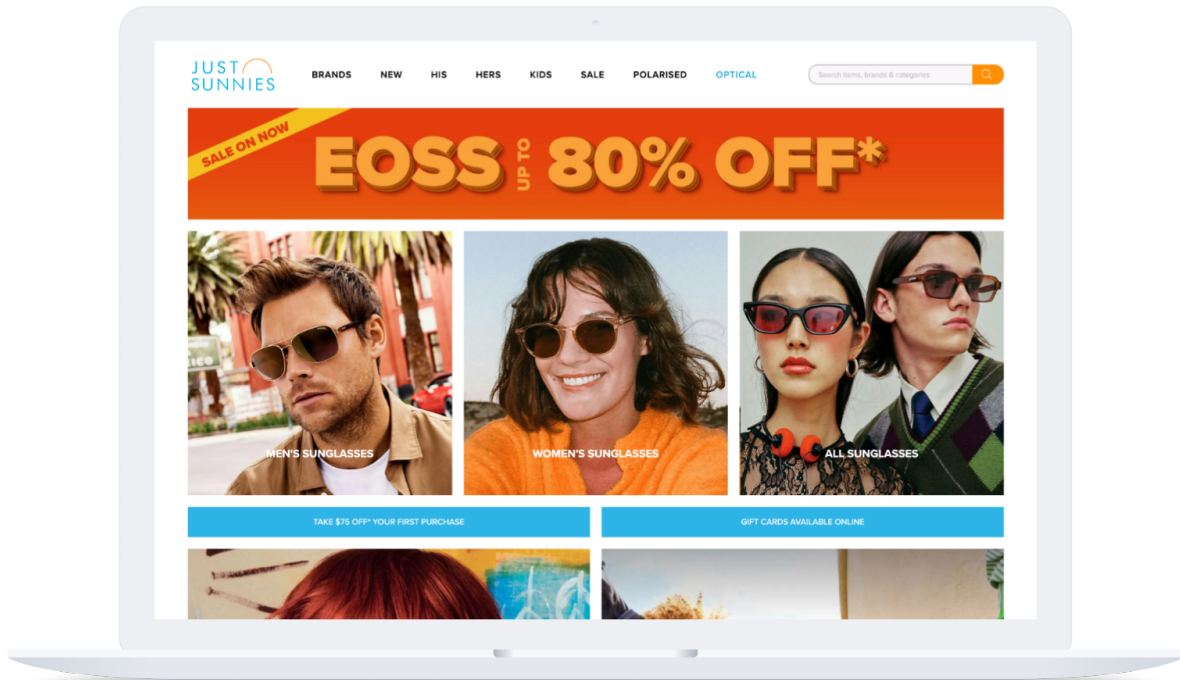 JUST
SUNNIES
BRANDS NEW HIS HERS KIDS SALE POLARISED OPTICAL
Search items, brands & categories
SALE ON NOW
EOSS UP TO 80% OFF*
MEN'S SUNGLASSES
WOMEN'S SUNGLASSES
ALL SUNGLASSES
TAKE $75 OFF* YOUR FIRST PURCHASE
GIFT CARDS AVAILABLE ONLINE